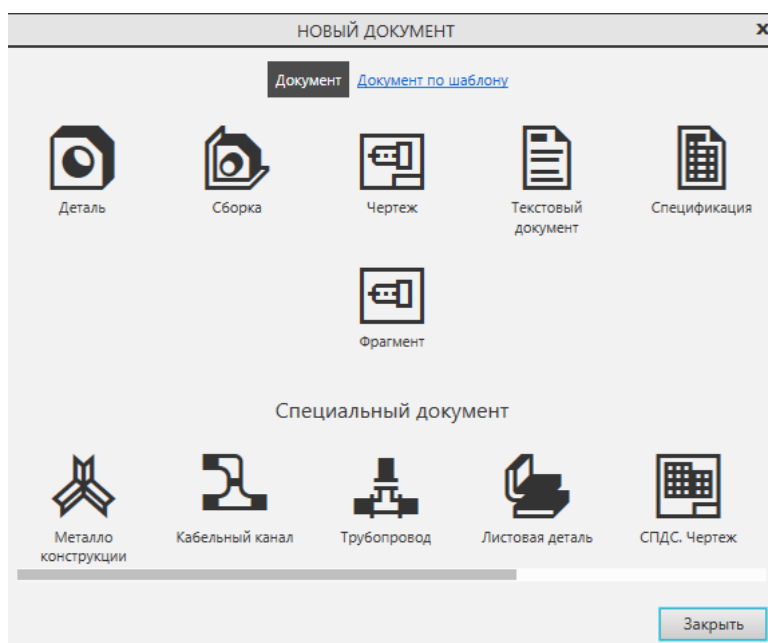 НОВЫЙ ДОКУМЕНТ x
Документ Документ по шаблону
Деталь Сборка Чертеж Текстовый документ Спецификация
Фрагмент
Специальный документ
Металло конструкции Кабельный канал Трубопровод Листовая деталь СПДС. Чертеж
Закрыть